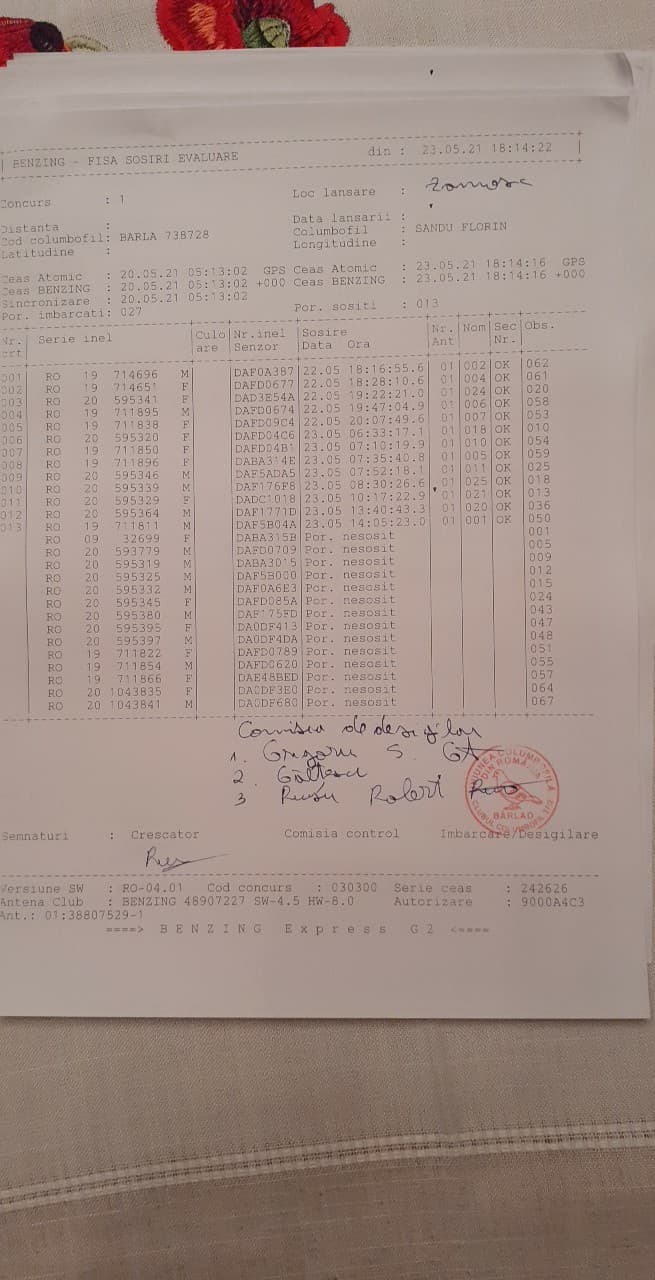 BENZING - FISA SOSIRI EVALUARE din : 23.05.21 18:14:22
Concurs : 1 Loc lansare :
Distanta : Data lansarii :
Cod columbofil: BARLA 738728 Columbofil : SANDU FLORIN
Latitudine : Longitudine :
Ceas Atomic : 20.05.21 05:13:02 GPS Ceas Atomic : 23.05.21 18:14:16 GPS
Ceas BENZING : 20.05.21 05:13:02 +000 Ceas BENZING : 23.05.21 18:14:16 +000
Sincronizare : 20.05.21 05:13:02
Por. imbarcati: 027 Por. sositi : 013
Nr. Serie inel Culo Nr.inel Sosire Nr. Nom Sec Obs.
crt are Senzor Data Ora Ant Nr.
001 RO 19 714696 M DAF0A387 22.05 18:16:55.6 01 002 OK 062
002 RO 19 714651 F DAFD0677 22.05 18:28:10.6 01 004 OK 061
003 RO 20 595341 F DAD3E54A 22.05 19:22:21.0 01 024 OK 020
004 RO 19 711895 M DAFD0674 22.05 19:47:04.9 01 006 OK 058
005 RO 19 711838 F DAFD09C4 22.05 20:07:49.6 01 007 OK 053
006 RO 20 595320 F DAFD04C6 23.05 06:33:17.1 01 018 OK 010
007 RO 19 711850 F DAFD04B1 23.05 07:10:19.9 01 010 OK 054
008 RO 19 711896 F DABA314E 23.05 07:35:40.8 01 005 OK 059
009 RO 20 595346 M DAF5ADA5 23.05 07:52:18.1 01 011 OK 025
010 RO 20 595339 M DAF176F8 23.05 08:30:26.6 01 025 OK 018
011 RO 20 595329 F DADC1018 23.05 10:17:22.9 01 021 OK 013
012 RO 20 595364 M DAF1771D 23.05 13:40:43.3 01 020 OK 036
013 RO 19 711811 M DAF5B04A 23.05 14:05:23.0 01 001 OK 050
RO 09 32699 F DABA315B Por. nesosit 001
RO 20 593779 M DAFD0709 Por. nesosit 005
RO 20 595319 M DABA3015 Por. nesosit 009
RO 20 595325 M DAF5B000 Por. nesosit 012
RO 20 595332 M DAF0A6E3 Por. nesosit 015
RO 20 595345 F DAFD085A Por. nesosit 024
RO 20 595380 M DAF175FD Por. nesosit 043
RO 20 595395 F DA0DF413 Por. nesosit 047
RO 20 595397 M DA0DF4DA Por. nesosit 048
RO 19 711822 F DAFD0789 Por. nesosit 051
RO 19 711854 M DAFD0620 Por. nesosit 055
RO 19 711866 F DAE48BED Por. nesosit 057
RO 20 1043835 F DA0DF3E0 Por. nesosit 064
RO 20 1043841 M DA0DF680 Por. nesosit 067
Comisia de
1. S.
2
3 Robert
BARLAD
Semnaturi : Crescator Comisia control Imbarcare/Desigilare
Versiune SW : RO-04.01 Cod concurs : 030300 Serie ceas : 242626
Antena Club : BENZING 48907227 SW-4.5 HW-8.0 Autorizare : 9000A4C3
Ant.: 01:38807529-1
====> BENZING Express G2 <====